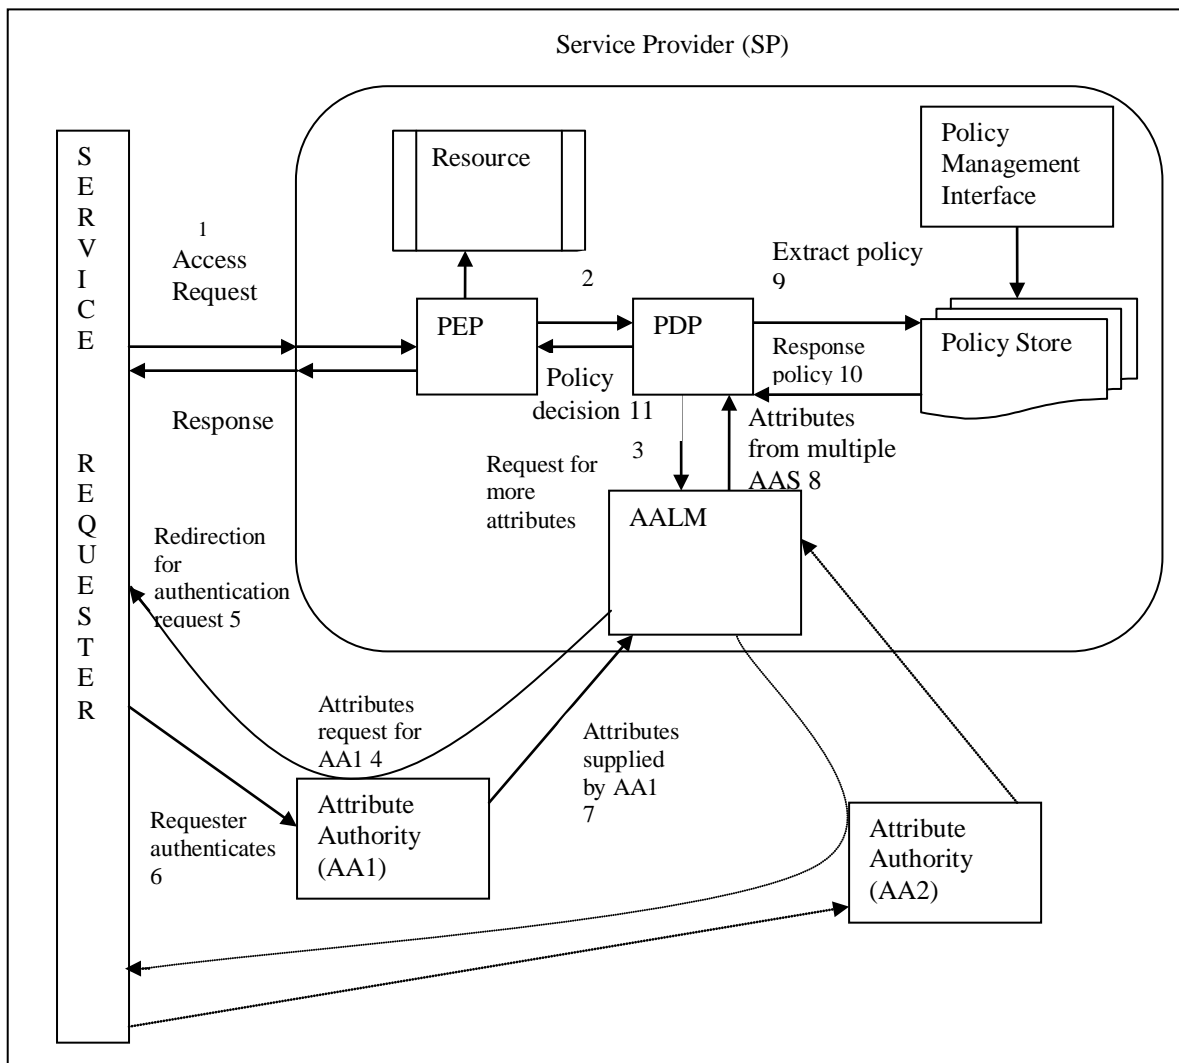 Service Provider (SP)
S
E
R
V
I
C
E
R
E
Q
U
E
S
T
E
R
Resource
Policy
Management
Interface
1
Access
Request
2
Extract policy
9
PEP
PDP
Policy Store
Response
policy 10
Policy
decision 11
Response
3
Attributes
from multiple
AAS 8
Request for
more
attributes
AALM
Redirection
for
authentication
request 5
Attributes
request for
AA1 4
Attributes
supplied
by AA1
7
Requester
authenticates
6
Attribute
Authority
(AA1)
Attribute
Authority
(AA2)